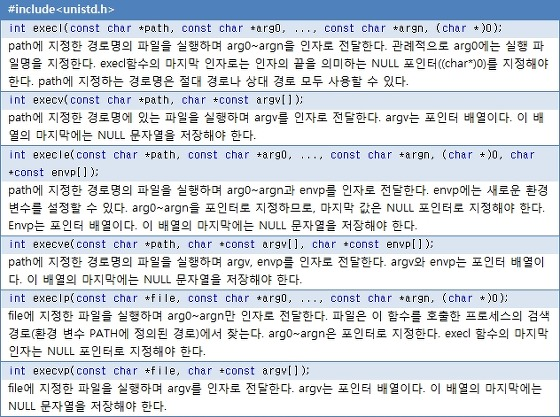 #include<unistd.h>
int execl(const char *path, const char *arg0, ..., const char *argn, (char *)0);
path에 지정한 경로명의 파일을 실행하며 arg0~argn을 인자로 전달한다. 관례적으로 arg0에는 실행 파
일명을 지정한다. execl함수의 마지막 인자로는 인자의 끝을 의미하는 NULL 포인터((char*)0)를 지정해야
한다. path에 지정하는 경로명은 절대 경로나 상대 경로 모두 사용할 수 있다.
int execv(const char *path, char *const argv[]);
path에 지정한 경로명에 있는 파일을 실행하며 argv를 인자로 전달한다. argv는 포인터 배열이다. 이 배
열의 마지막에는 NULL 문자열을 저장해야 한다.
int execle(const char *path, const char *arg0, ..., const char *argn, (char *)0, char
*const envp[]);
path에 지정한 경로명의 파일을 실행하며 arg0~argn과 envp를 인자로 전달한다. envp에는 새로운 환경
변수를 설정할 수 있다. arg0~argn을 포인터로 지정하므로, 마지막 값은 NULL 포인터로 지정해야 한다.
Envp는 포인터 배열이다. 이 배열의 마지막에는 NULL 문자열을 저장해야 한다.
int execve(const char *path, char *const argv[], char *const envp[]);
path에 지정한 경로명의 파일을 실행하며 argv, envp를 인자로 전달한다. argv와 envp는 포인터 배열이
다. 이 배열의 마지막에는 NULL 문자열을 저장해야 한다.
int execlp(const char *file, const char *arg0, ..., const char *argn, (char *)0);
file에 지정한 파일을 실행하며 arg0~argn만 인자로 전달한다. 파일은 이 함수를 호출한 프로세스의 검색
경로(환경 변수 PATH에 정의된 경로)에서 찾는다. arg0~argn은 포인터로 지정한다. execl 함수의 마지막
인자는 NULL 포인터로 지정해야 한다.
int execvp(const char *file, char *const argv[]);
file에 지정한 파일을 실행하며 argv를 인자로 전달한다. argv는 포인터 배열이다. 이 배열의 마지막에는
NULL 문자열을 저장해야 한다.